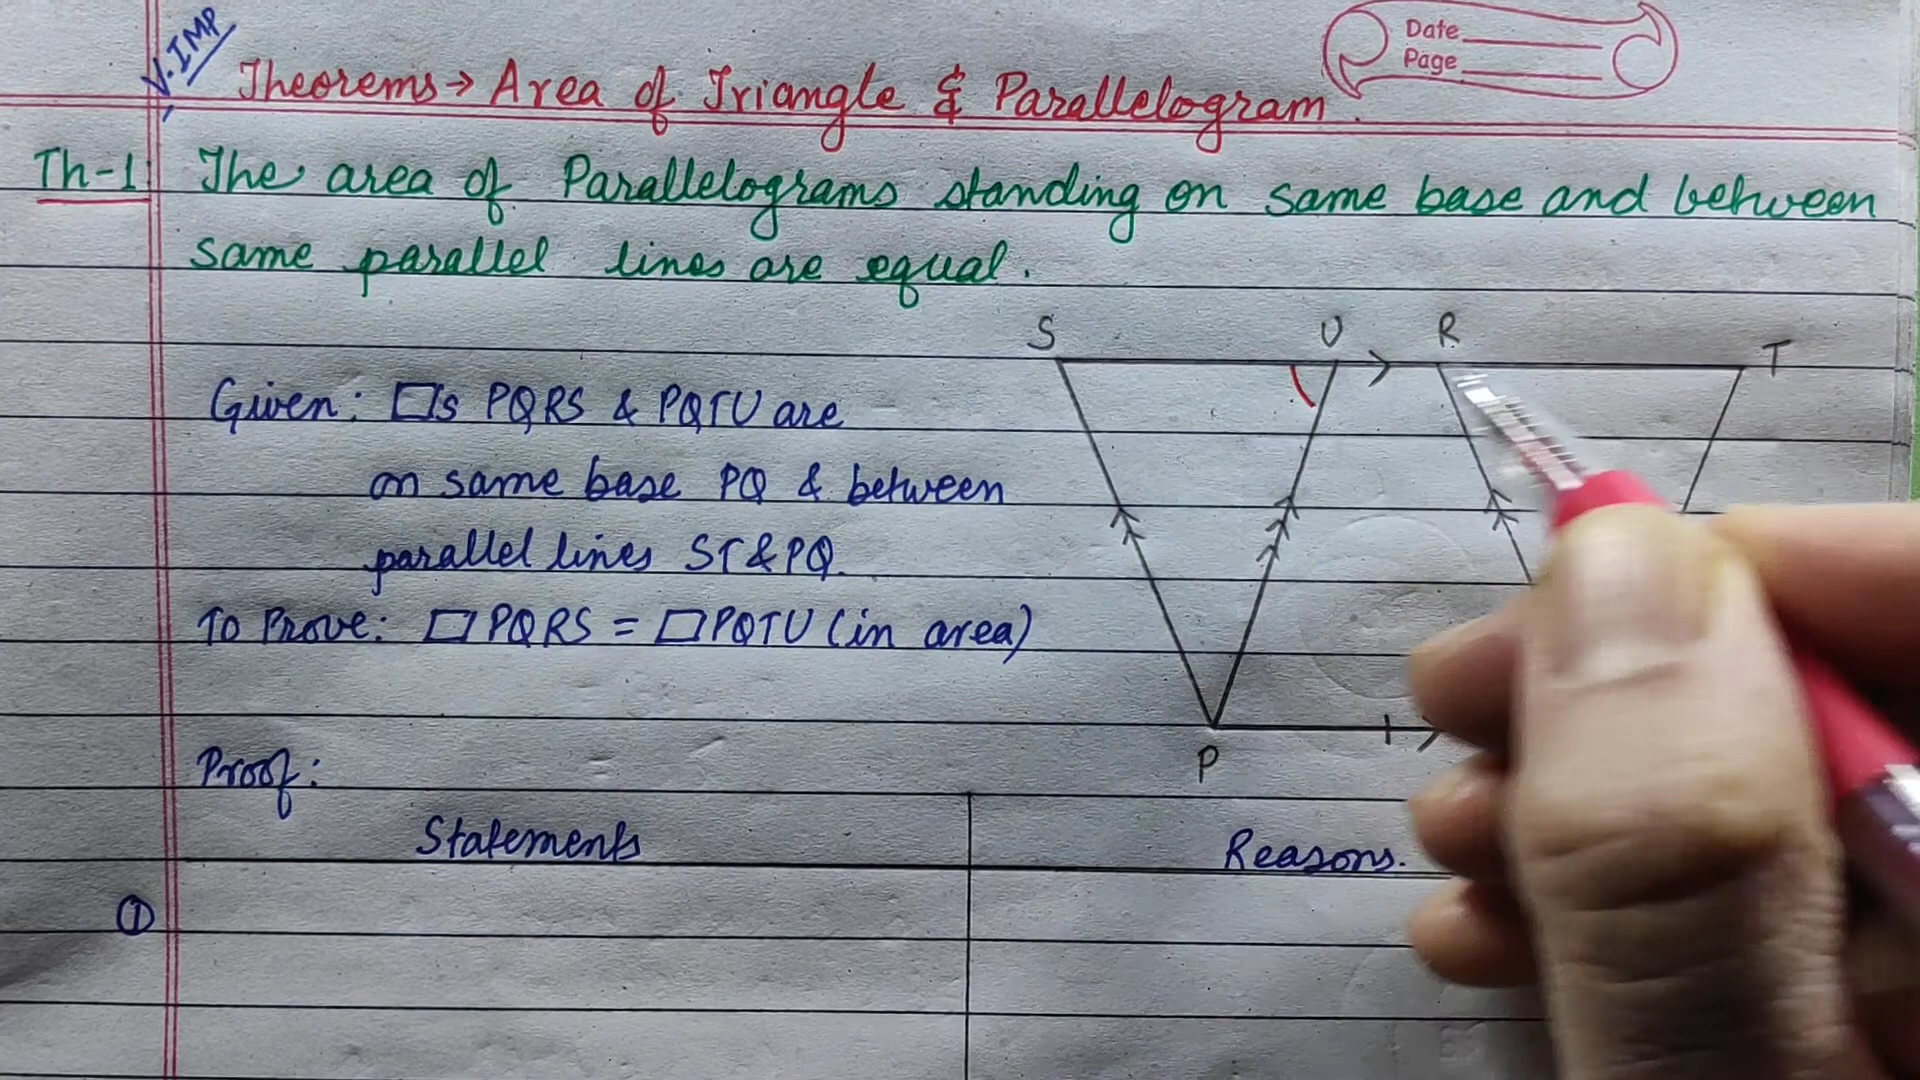 V.IMP
Date
Page
Theorems→ Area of Triangle & Parallelogram.
Th-1 The area of Parallelograms standing on same base and between
same parallel lines are equal.
S U R T
Given: ▱s PQRS & PQTU are
on same base PQ & between
parallel lines ST & PQ.
To Prove: ▱PQRS = ▱PQTU (in area)
P
Proof:
Statements Reasons.
①